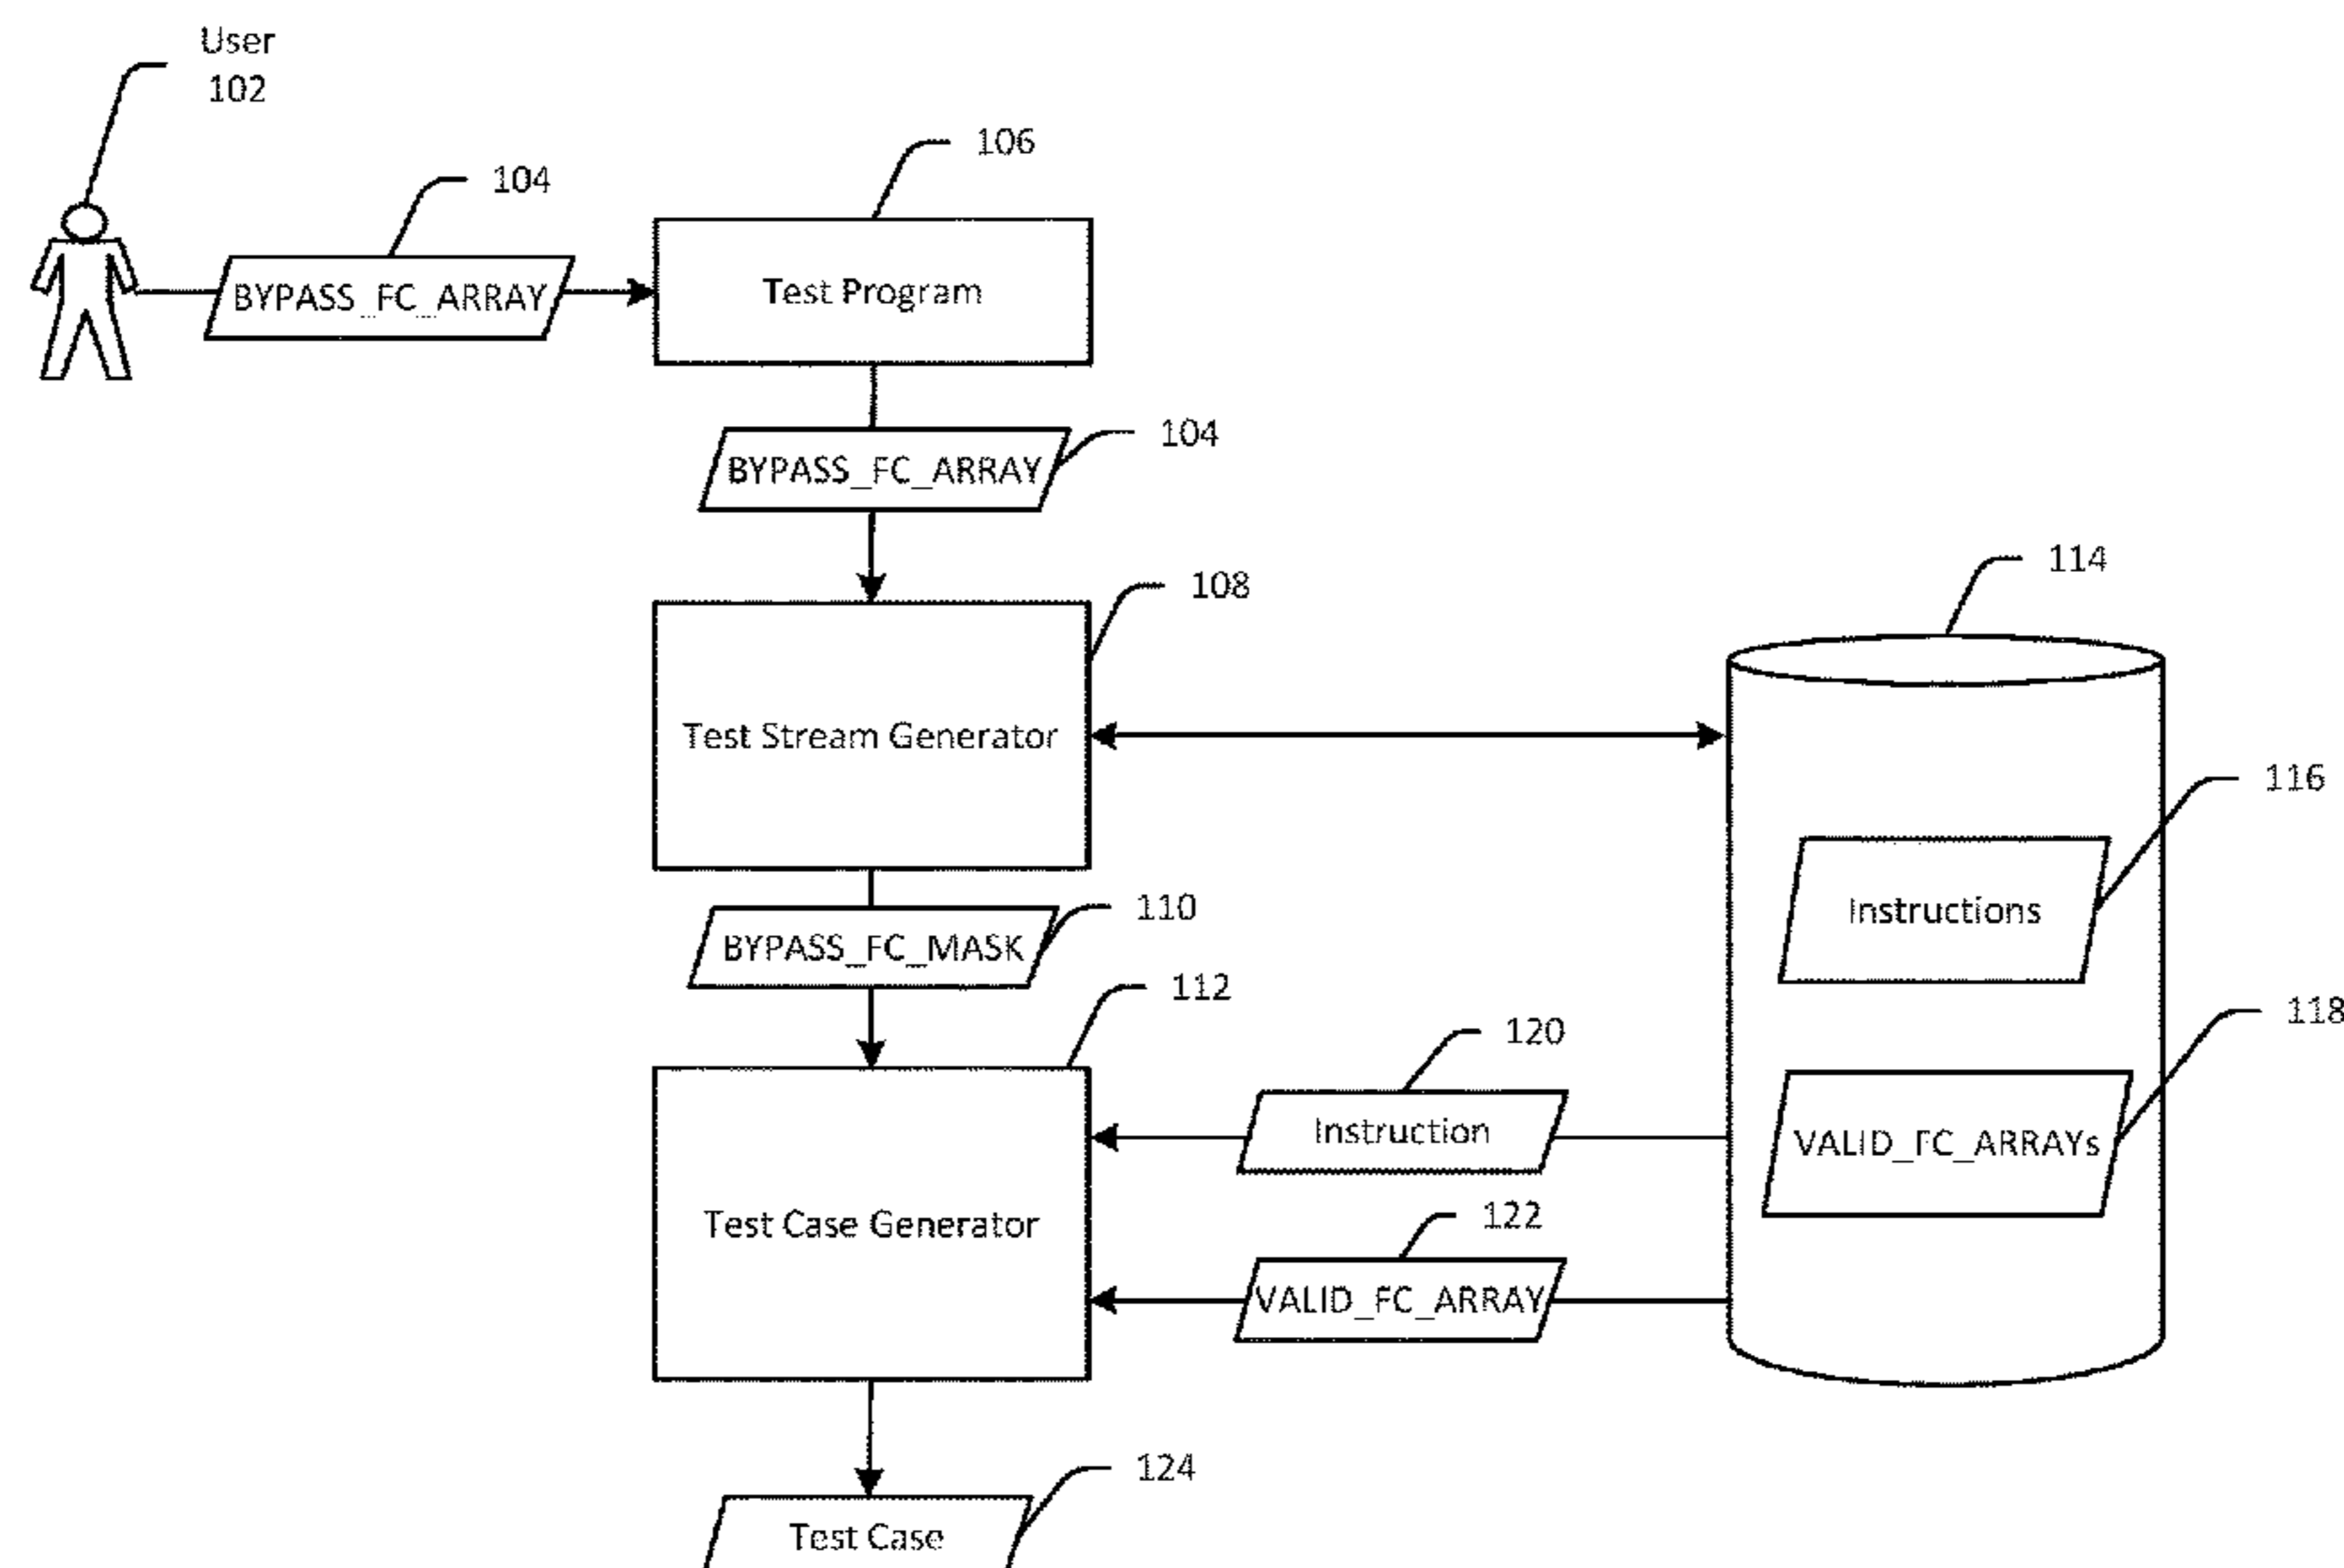 User
102
104
106
BYPASS_FC_ARRAY
Test Program
104
BYPASS_FC_ARRAY
108
114
Test Stream Generator
116
Instructions
110
BYPASS_FC_MASK
112
118
120
Instruction
VALID_FC_ARRAYs
Test Case Generator
122
VALID_FC_ARRAY
124
Test Case